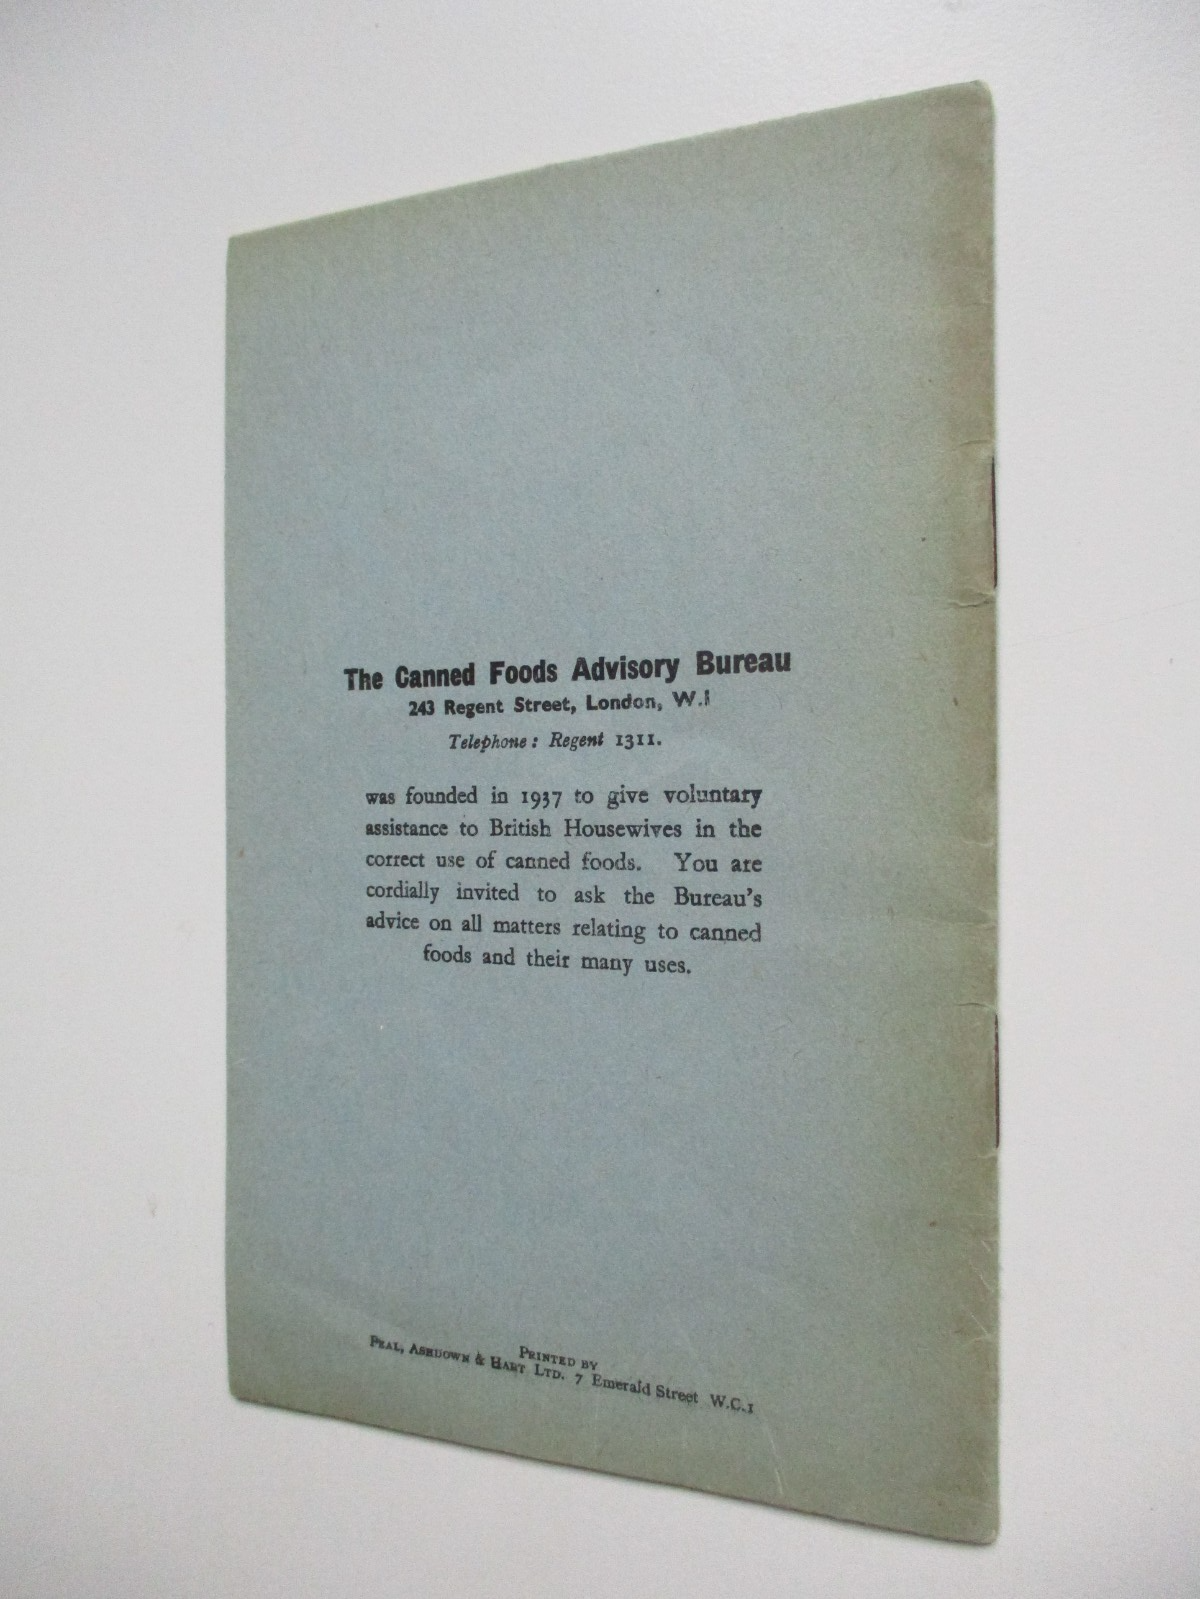 The Canned Foods Advisory Bureau
243 Regent Street, London, W.1
Telephone: Regent 1311.
was founded in 1937 to give voluntary
assistance to British Housewives in the
correct use of canned foods. You are
cordially invited to ask the Bureau's
advice on all matters relating to canned
foods and their many uses.
PRINTED BY
PEAL, ASHDOWN & HART LTD. 7 Emerald Street W.C.1